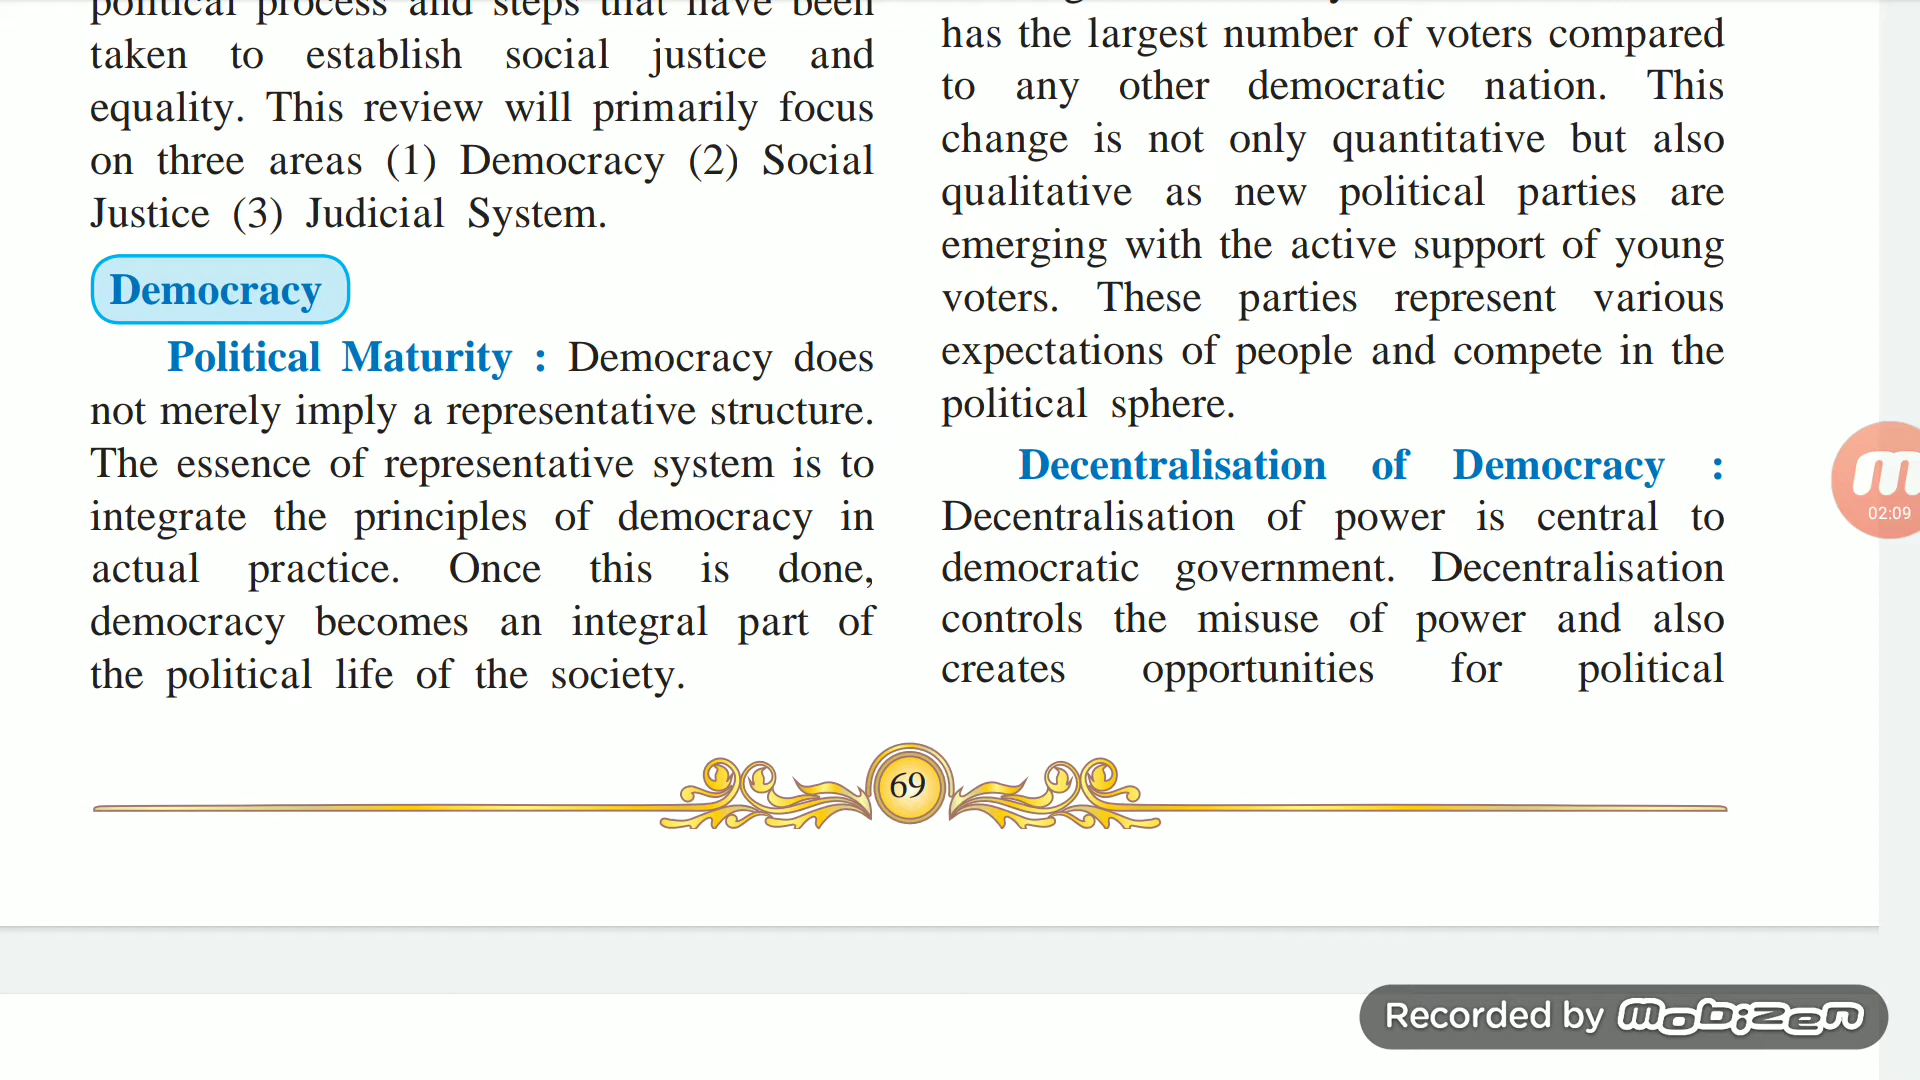 political process and steps that have been
taken to establish social justice and
equality. This review will primarily focus
on three areas (1) Democracy (2) Social
Justice (3) Judicial System.
Democracy
Political Maturity : Democracy does
not merely imply a representative structure.
The essence of representative system is to
integrate the principles of democracy in
actual practice. Once this is done,
democracy becomes an integral part of
the political life of the society.
has the largest number of voters compared
to any other democratic nation. This
change is not only quantitative but also
qualitative as new political parties are
emerging with the active support of young
voters. These parties represent various
expectations of people and compete in the
political sphere.
Decentralisation of Democracy :
Decentralisation of power is central to
democratic government. Decentralisation
controls the misuse of power and also
creates opportunities for political
69
m
02:09
Recorded by mobizen